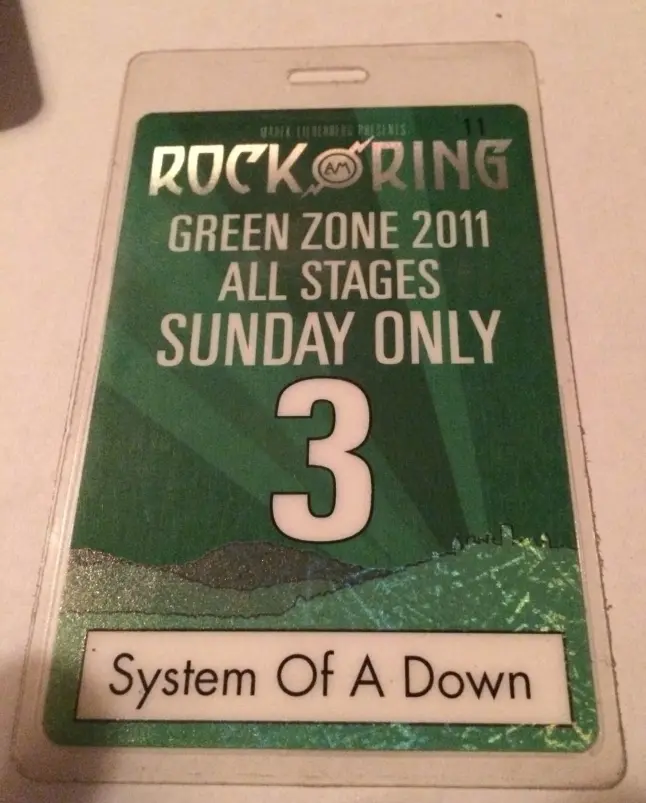 MAREK LIEBERBERG PRESENTS
11
ROCK AM RING
GREEN ZONE 2011
ALL STAGES
SUNDAY ONLY
3
System Of A Down